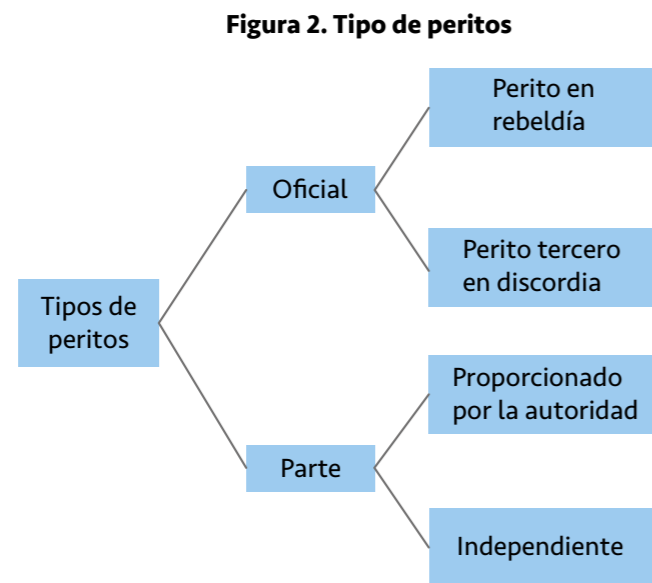 Figura 2. Tipo de peritos
Tipos de
peritos
Oficial
Perito en
rebeldía
Perito tercero
en discordia
Parte
Proporcionado
por la autoridad
Independiente